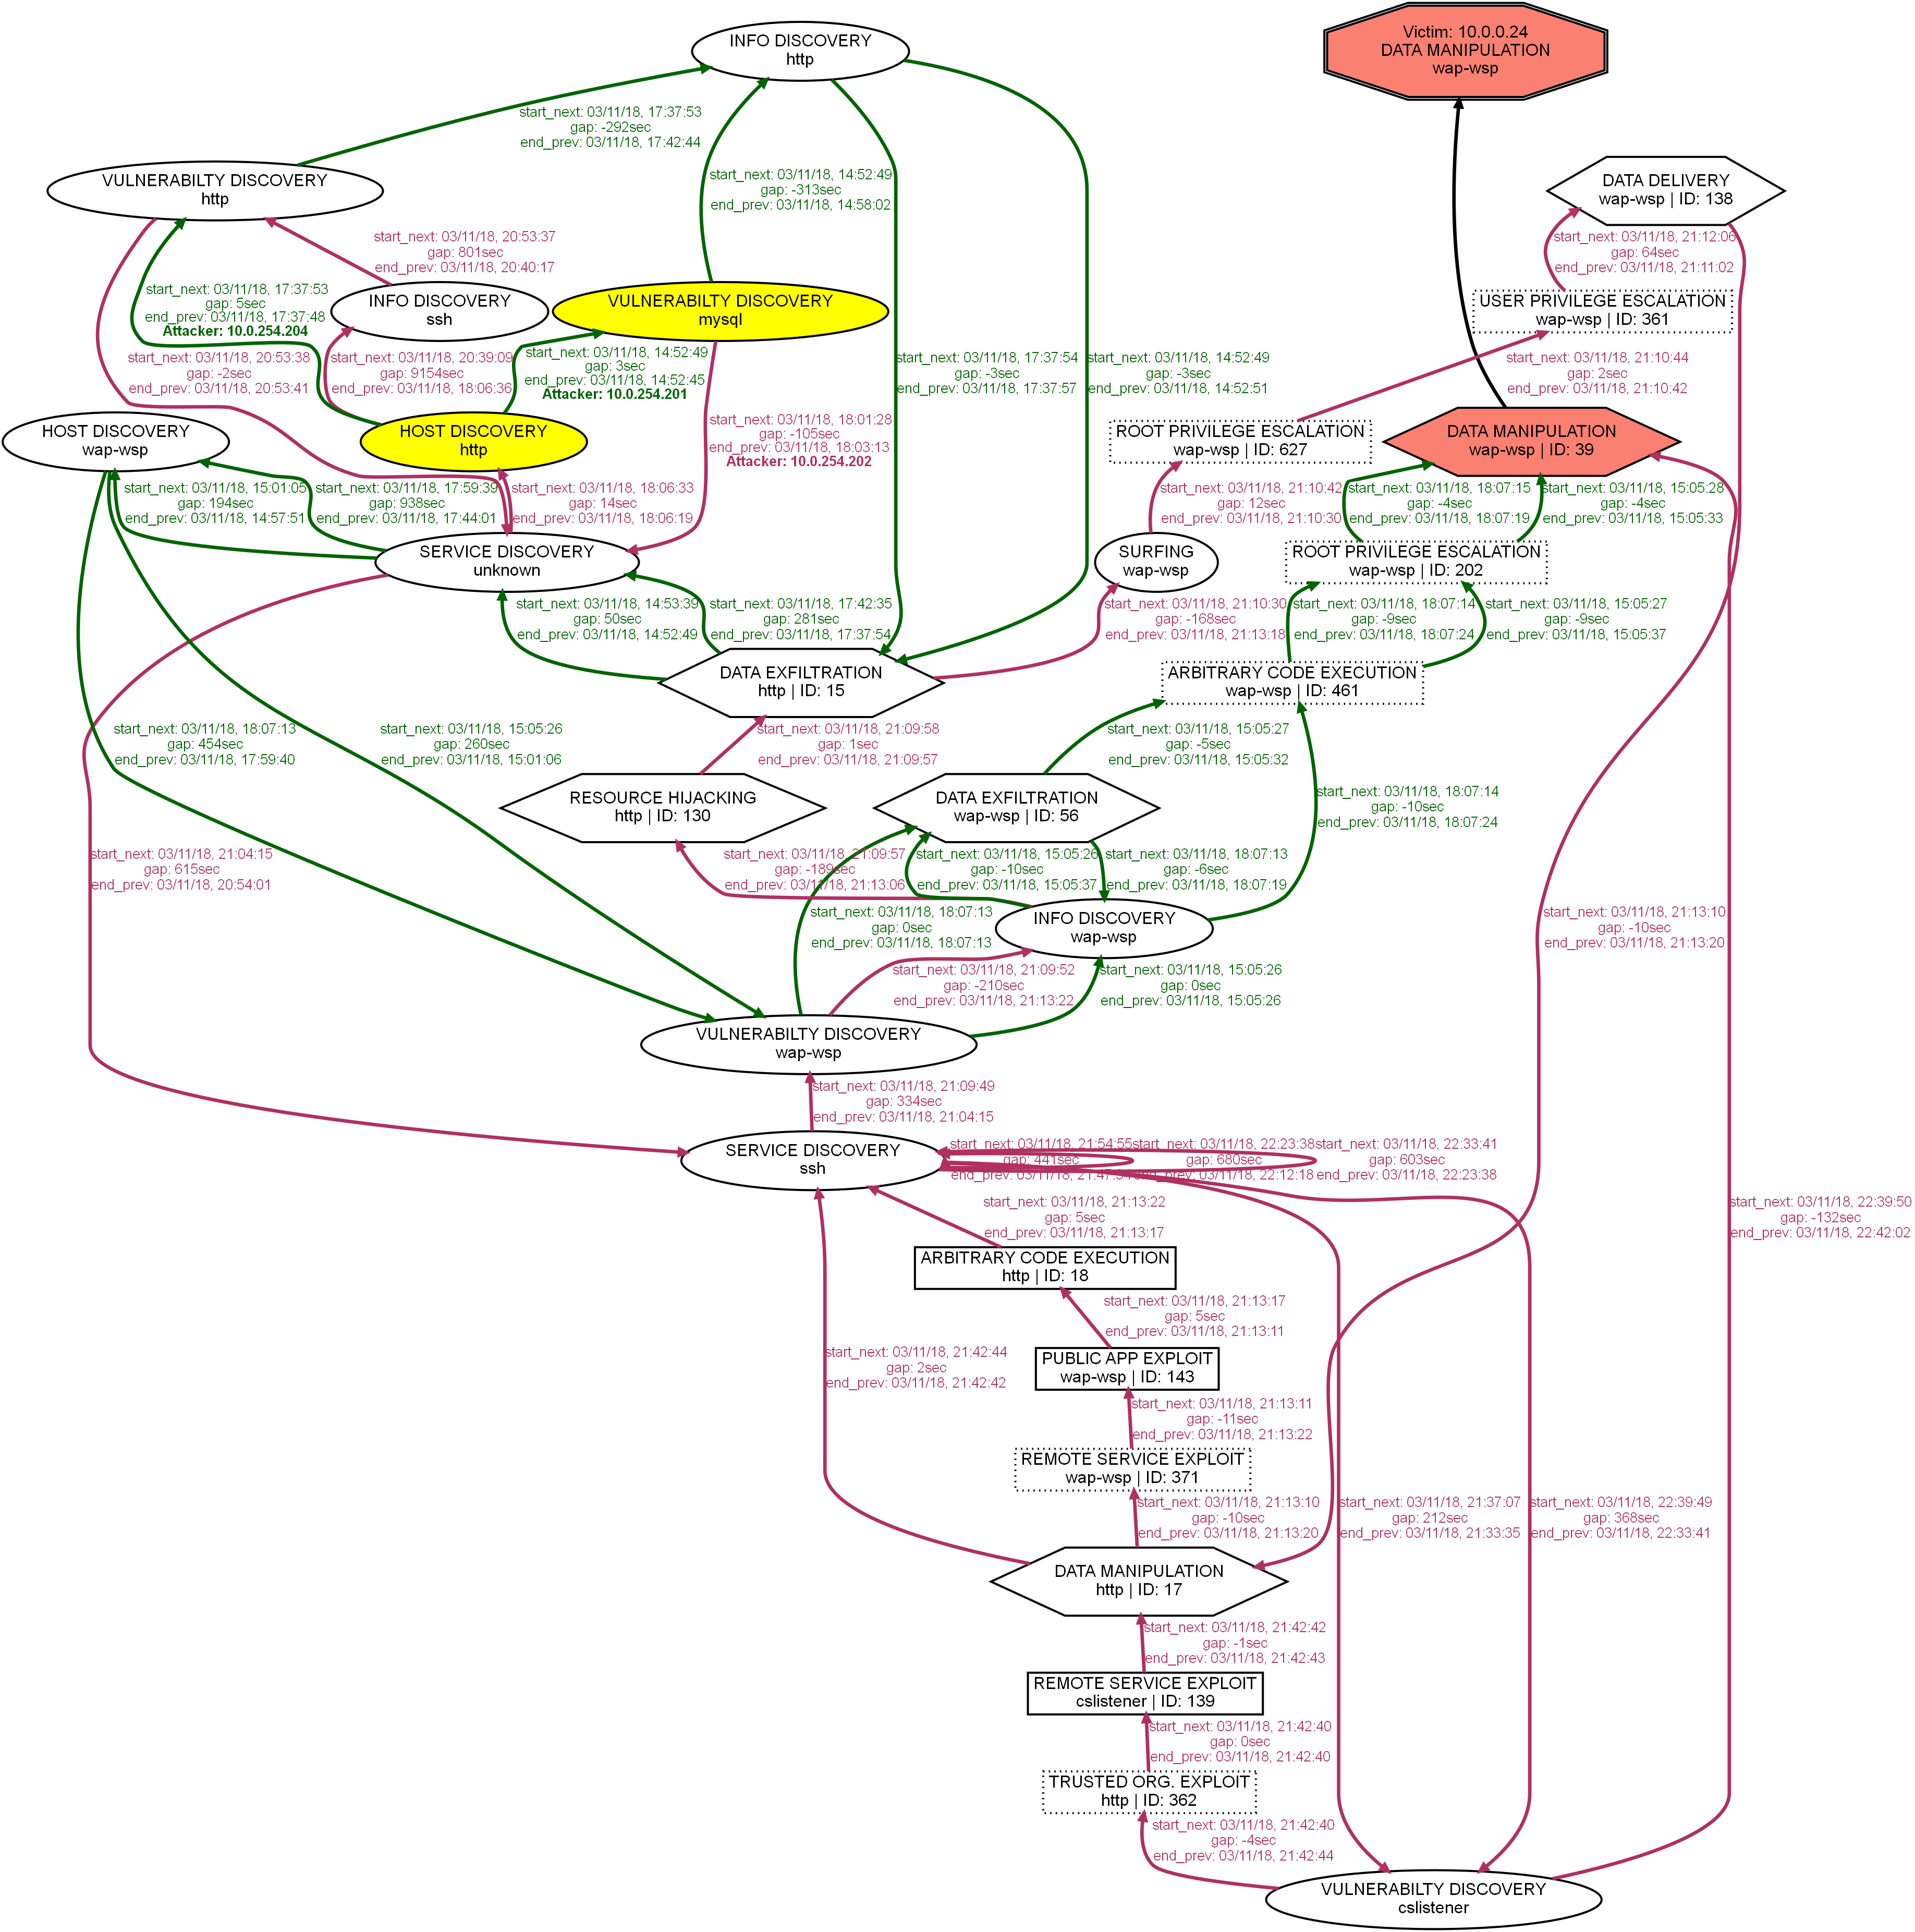 INFO DISCOVERY
http
Victim: 10.0.0.24
DATA MANIPULATION
wap-wsp
start_next: 03/11/18, 17:37:53
gap: -292sec
end_prev: 03/11/18, 17:42:44
VULNERABILTY DISCOVERY
http
start_next: 03/11/18, 14:52:49
gap: -313sec
end_prev: 03/11/18, 14:58:02
DATA DELIVERY
wap-wsp | ID: 138
start_next: 03/11/18, 20:53:37
gap: 801sec
end_prev: 03/11/18, 20:40:17
start_next: 03/11/18, 21:12:06
gap: 64sec
end_prev: 03/11/18, 21:11:02
start_next: 03/11/18, 17:37:53
gap: 5sec
end_prev: 03/11/18, 17:37:48
Attacker: 10.0.254.204
INFO DISCOVERY
ssh
VULNERABILTY DISCOVERY
mysql
USER PRIVILEGE ESCALATION
wap-wsp | ID: 361
start_next: 03/11/18, 20:53:38
gap: -2sec
end_prev: 03/11/18, 20:53:41
start_next: 03/11/18, 20:39:09
gap: 9154sec
end_prev: 03/11/18, 18:06:36
start_next: 03/11/18, 14:52:49
gap: 3sec
end_prev: 03/11/18, 14:52:45
Attacker: 10.0.254.201
start_next: 03/11/18, 17:37:54
gap: -3sec
end_prev: 03/11/18, 17:37:57
start_next: 03/11/18, 14:52:49
gap: -3sec
end_prev: 03/11/18, 14:52:51
start_next: 03/11/18, 21:10:44
gap: 2sec
end_prev: 03/11/18, 21:10:42
HOST DISCOVERY
wap-wsp
HOST DISCOVERY
http
start_next: 03/11/18, 18:01:28
gap: -105sec
end_prev: 03/11/18, 18:03:13
Attacker: 10.0.254.202
ROOT PRIVILEGE ESCALATION
wap-wsp | ID: 627
DATA MANIPULATION
wap-wsp | ID: 39
start_next: 03/11/18, 15:01:05
gap: 194sec
end_prev: 03/11/18, 14:57:51
start_next: 03/11/18, 17:59:39
gap: 938sec
end_prev: 03/11/18, 17:44:01
start_next: 03/11/18, 18:06:33
gap: 14sec
end_prev: 03/11/18, 18:06:19
start_next: 03/11/18, 21:10:42
gap: 12sec
end_prev: 03/11/18, 21:10:30
start_next: 03/11/18, 18:07:15
gap: -4sec
end_prev: 03/11/18, 18:07:19
start_next: 03/11/18, 15:05:28
gap: -4sec
end_prev: 03/11/18, 15:05:33
SERVICE DISCOVERY
unknown
SURFING
wap-wsp
ROOT PRIVILEGE ESCALATION
wap-wsp | ID: 202
start_next: 03/11/18, 14:53:39
gap: 50sec
end_prev: 03/11/18, 14:52:49
start_next: 03/11/18, 17:42:35
gap: 281sec
end_prev: 03/11/18, 17:37:54
start_next: 03/11/18, 21:10:30
gap: -168sec
end_prev: 03/11/18, 21:13:18
start_next: 03/11/18, 18:07:14
gap: -9sec
end_prev: 03/11/18, 18:07:24
start_next: 03/11/18, 15:05:27
gap: -9sec
end_prev: 03/11/18, 15:05:37
DATA EXFILTRATION
http | ID: 15
ARBITRARY CODE EXECUTION
wap-wsp | ID: 461
start_next: 03/11/18, 18:07:13
gap: 454sec
end_prev: 03/11/18, 17:59:40
start_next: 03/11/18, 15:05:26
gap: 260sec
end_prev: 03/11/18, 15:01:06
start_next: 03/11/18, 21:09:58
gap: 1sec
end_prev: 03/11/18, 21:09:57
start_next: 03/11/18, 15:05:27
gap: -5sec
end_prev: 03/11/18, 15:05:32
RESOURCE HIJACKING
http | ID: 130
DATA EXFILTRATION
wap-wsp | ID: 56
start_next: 03/11/18, 18:07:14
gap: -10sec
end_prev: 03/11/18, 18:07:24
start_next: 03/11/18, 21:04:15
gap: 615sec
end_prev: 03/11/18, 20:54:01
start_next: 03/11/18, 21:09:57
gap: -189sec
end_prev: 03/11/18, 21:13:06
start_next: 03/11/18, 15:05:26
gap: -10sec
end_prev: 03/11/18, 15:05:37
start_next: 03/11/18, 18:07:13
gap: -6sec
end_prev: 03/11/18, 18:07:19
start_next: 03/11/18, 18:07:13
gap: 0sec
end_prev: 03/11/18, 18:07:13
INFO DISCOVERY
wap-wsp
start_next: 03/11/18, 21:13:10
gap: -10sec
end_prev: 03/11/18, 21:13:20
start_next: 03/11/18, 21:09:52
gap: -210sec
end_prev: 03/11/18, 21:13:22
start_next: 03/11/18, 15:05:26
gap: 0sec
end_prev: 03/11/18, 15:05:26
VULNERABILTY DISCOVERY
wap-wsp
start_next: 03/11/18, 21:09:49
gap: 334sec
end_prev: 03/11/18, 21:04:15
SERVICE DISCOVERY
ssh
start_next: 03/11/18, 21:54:55
gap: 441sec
start_next: 03/11/18, 22:23:38
gap: 680sec
end_prev: 03/11/18, 22:12:18
start_next: 03/11/18, 22:33:41
gap: 603sec
end_prev: 03/11/18, 22:23:38
start_next: 03/11/18, 21:13:22
gap: 5sec
end_prev: 03/11/18, 21:13:17
start_next: 03/11/18, 22:39:50
gap: -132sec
end_prev: 03/11/18, 22:42:02
ARBITRARY CODE EXECUTION
http | ID: 18
start_next: 03/11/18, 21:13:17
gap: 5sec
end_prev: 03/11/18, 21:13:11
start_next: 03/11/18, 21:42:44
gap: 2sec
end_prev: 03/11/18, 21:42:42
PUBLIC APP EXPLOIT
wap-wsp | ID: 143
start_next: 03/11/18, 21:13:11
gap: -11sec
end_prev: 03/11/18, 21:13:22
REMOTE SERVICE EXPLOIT
wap-wsp | ID: 371
start_next: 03/11/18, 21:13:10
gap: -10sec
end_prev: 03/11/18, 21:13:20
start_next: 03/11/18, 21:37:07
gap: 212sec
end_prev: 03/11/18, 21:33:35
start_next: 03/11/18, 22:39:49
gap: 368sec
end_prev: 03/11/18, 22:33:41
DATA MANIPULATION
http | ID: 17
start_next: 03/11/18, 21:42:42
gap: -1sec
end_prev: 03/11/18, 21:42:43
REMOTE SERVICE EXPLOIT
cslistener | ID: 139
start_next: 03/11/18, 21:42:40
gap: 0sec
end_prev: 03/11/18, 21:42:40
TRUSTED ORG. EXPLOIT
http | ID: 362
start_next: 03/11/18, 21:42:40
gap: -4sec
end_prev: 03/11/18, 21:42:44
VULNERABILTY DISCOVERY
cslistener